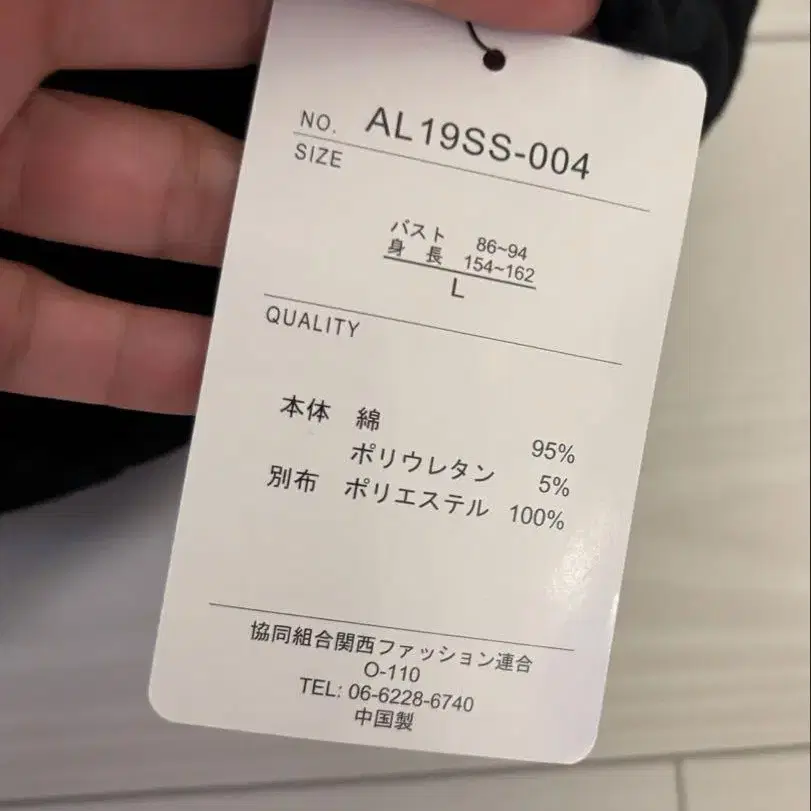 NO. AL19SS-004
SIZE
バスト 86~94
身 長 154~162
L
QUALITY
本体 綿 95%
ポリウレタン 5%
別布 ポリエステル 100%
協同組合関西ファッション連合
O-110
TEL: 06-6228-6740
中国製